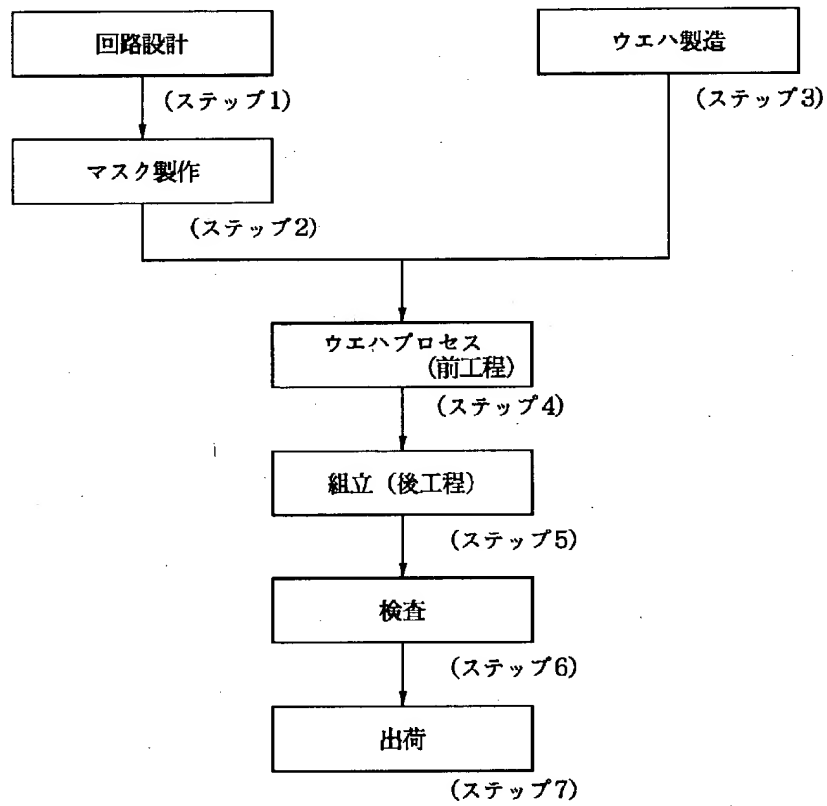 回路設計
ウエハ製造
(ステップ1)
(ステップ3)
マスク製作
(ステップ2)
ウエハプロセス
(前工程)
(ステップ4)
組立(後工程)
(ステップ5)
検査
(ステップ6)
出荷
(ステップ7)